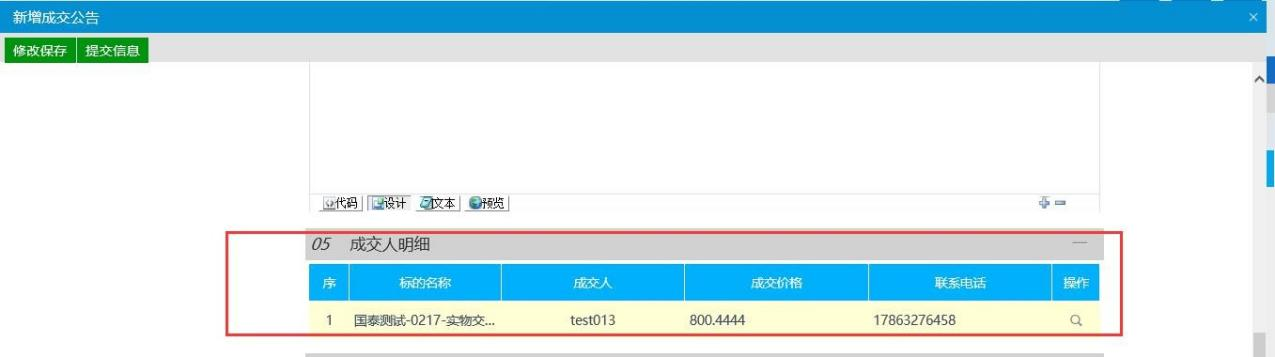 新增成交公告
修改保存 提交信息
代码 设计 文本 预览
05 成交人明细
序 标的名称 成交人 成交价格 联系电话 操作
1 国泰测试-0217-实物交... test013 800.4444 17863276458